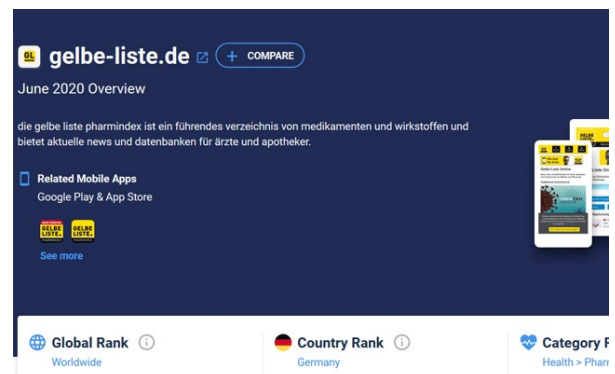 gelbe-liste.de
+ COMPARE
June 2020 Overview
die gelbe liste pharmindex ist ein führendes verzeichnis von medikamenten und wirkstoffen und
bietet aktuelle news und datenbanken für ärzte und apotheker.
Related Mobile Apps
Google Play & App Store
GELBE LISTE.
GELBE LISTE.
See more
Global Rank
Worldwide
Country Rank
Germany
Category
Health >